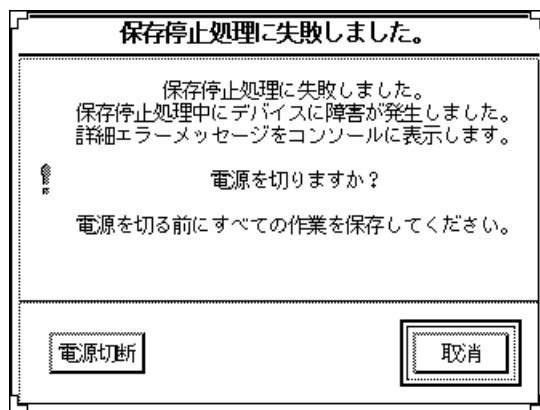 保存停止処理に失敗しました。
保存停止処理に失敗しました。
保存停止処理中にデバイスに障害が発生しました。
詳細エラーメッセージをコンソールに表示します。
電源を切りますか？
電源を切る前にすべての作業を保存してください。
電源切断
取消